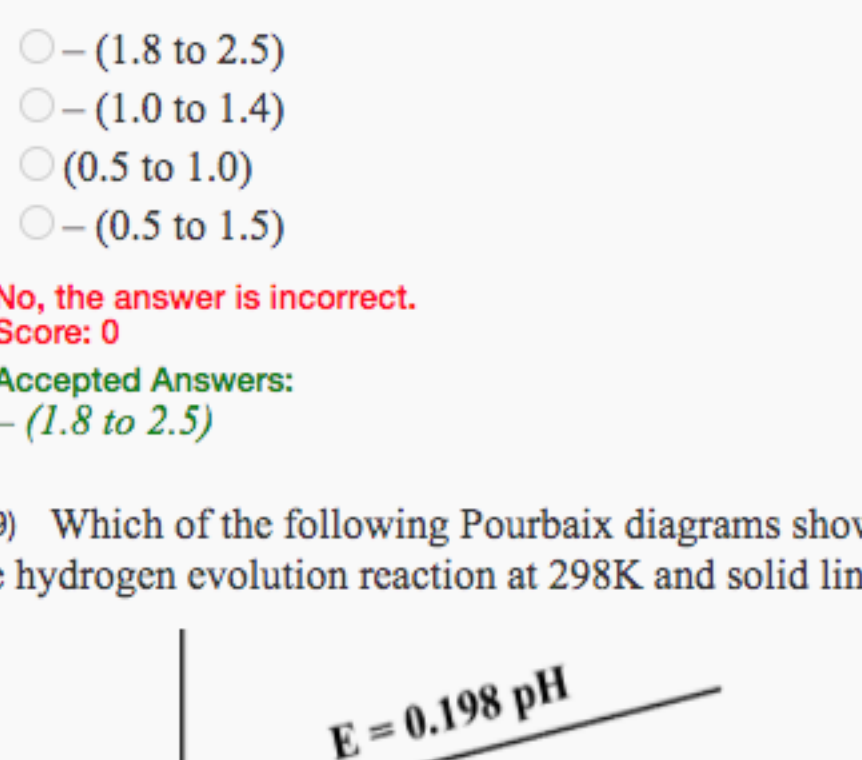 – (1.8 to 2.5)
– (1.0 to 1.4)
(0.5 to 1.0)
– (0.5 to 1.5)
No, the answer is incorrect.
Score: 0
Accepted Answers:
– (1.8 to 2.5)
9) Which of the following Pourbaix diagrams
hydrogen evolution reaction at 298K and solid
E = 0.198 pH